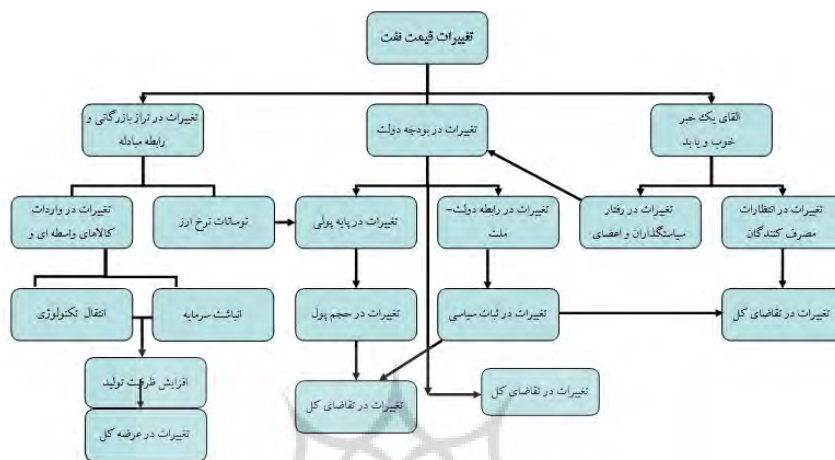 تغییرات قیمت نفت
تغییرات در تراز بازرگانی و
رابطه مبادله
تغییرات در بودجه دولت
القای یک خبر
خوب و یا بد
تغییرات در واردات
کالاهای واسطه ای و
نوسانات نرخ ارز
تغییرات در پایه پولی
تغییرات در رابطه دولت-
ملت
تغییرات در رفتار
سیاستگذاران و اعضای
تغییرات در انتظارات
مصرف کنندگان
انتقال تکنولوژی
انباشت سرمایه
تغییرات در حجم پول
تغییرات در ثبات سیاسی
تغییرات در تقاضای کل
افزایش ظرفیت تولید
تغییرات در تقاضای کل
تغییرات در تقاضای کل
تغییرات در عرضه کل